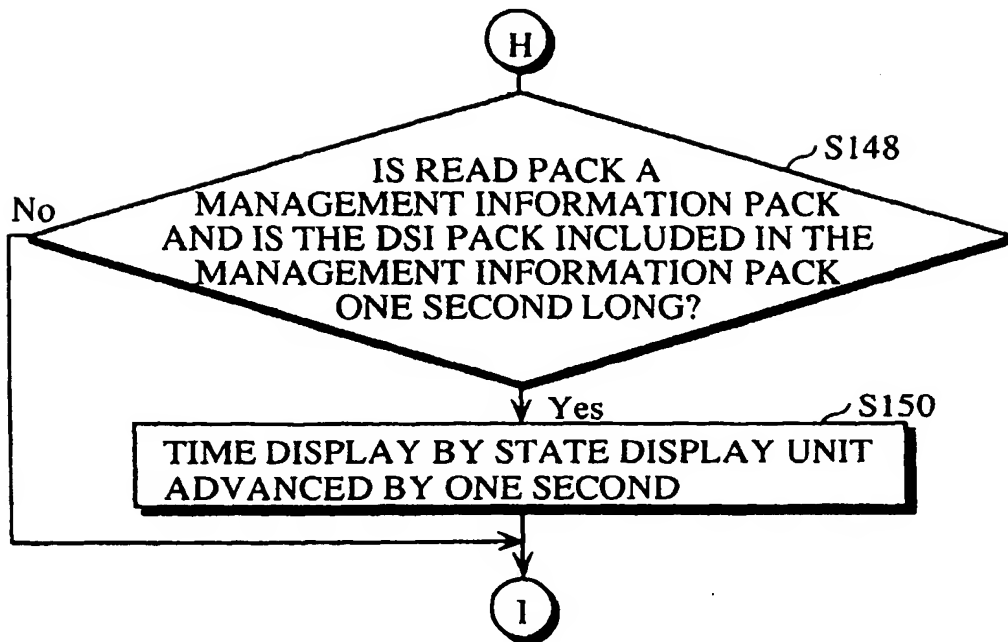 H
S148
IS READ PACK A
MANAGEMENT INFORMATION PACK
AND IS THE DSI PACK INCLUDED IN THE
MANAGEMENT INFORMATION PACK
ONE SECOND LONG?
No
Yes
S150
TIME DISPLAY BY STATE DISPLAY UNIT
ADVANCED BY ONE SECOND
I